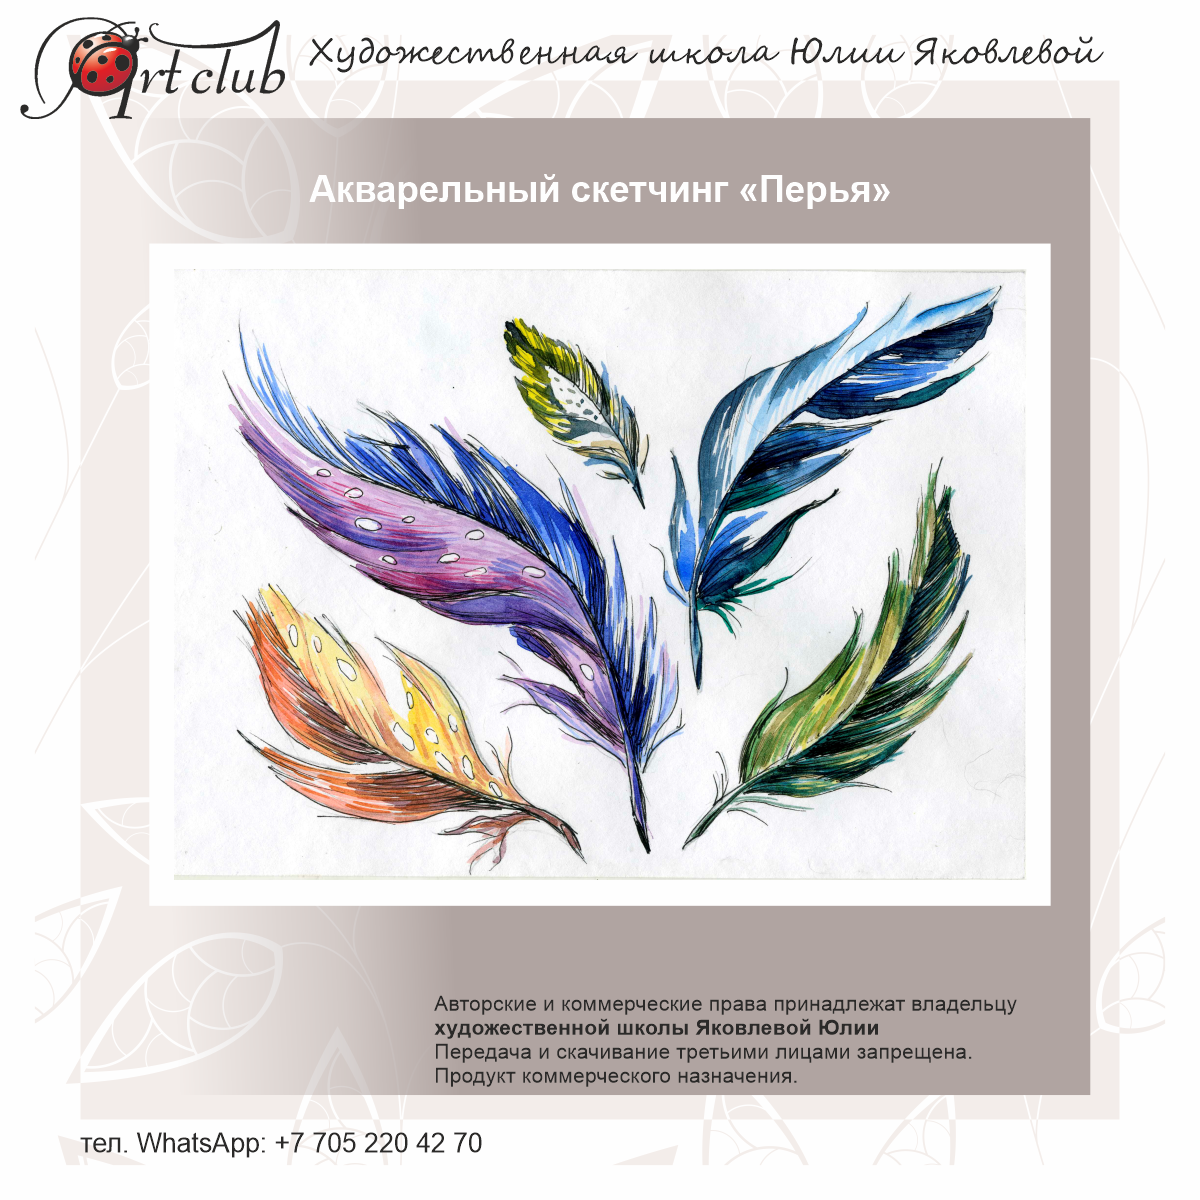 Art club
Художественная школа Юлии Яковлевой
Акварельный скетчинг «Перья»
Авторские и коммерческие права принадлежат владельцу
художественной школы Яковлевой Юлии
Передача и скачивание третьими лицами запрещена.
Продукт коммерческого назначения.
тел. WhatsApp: +7 705 220 42 70